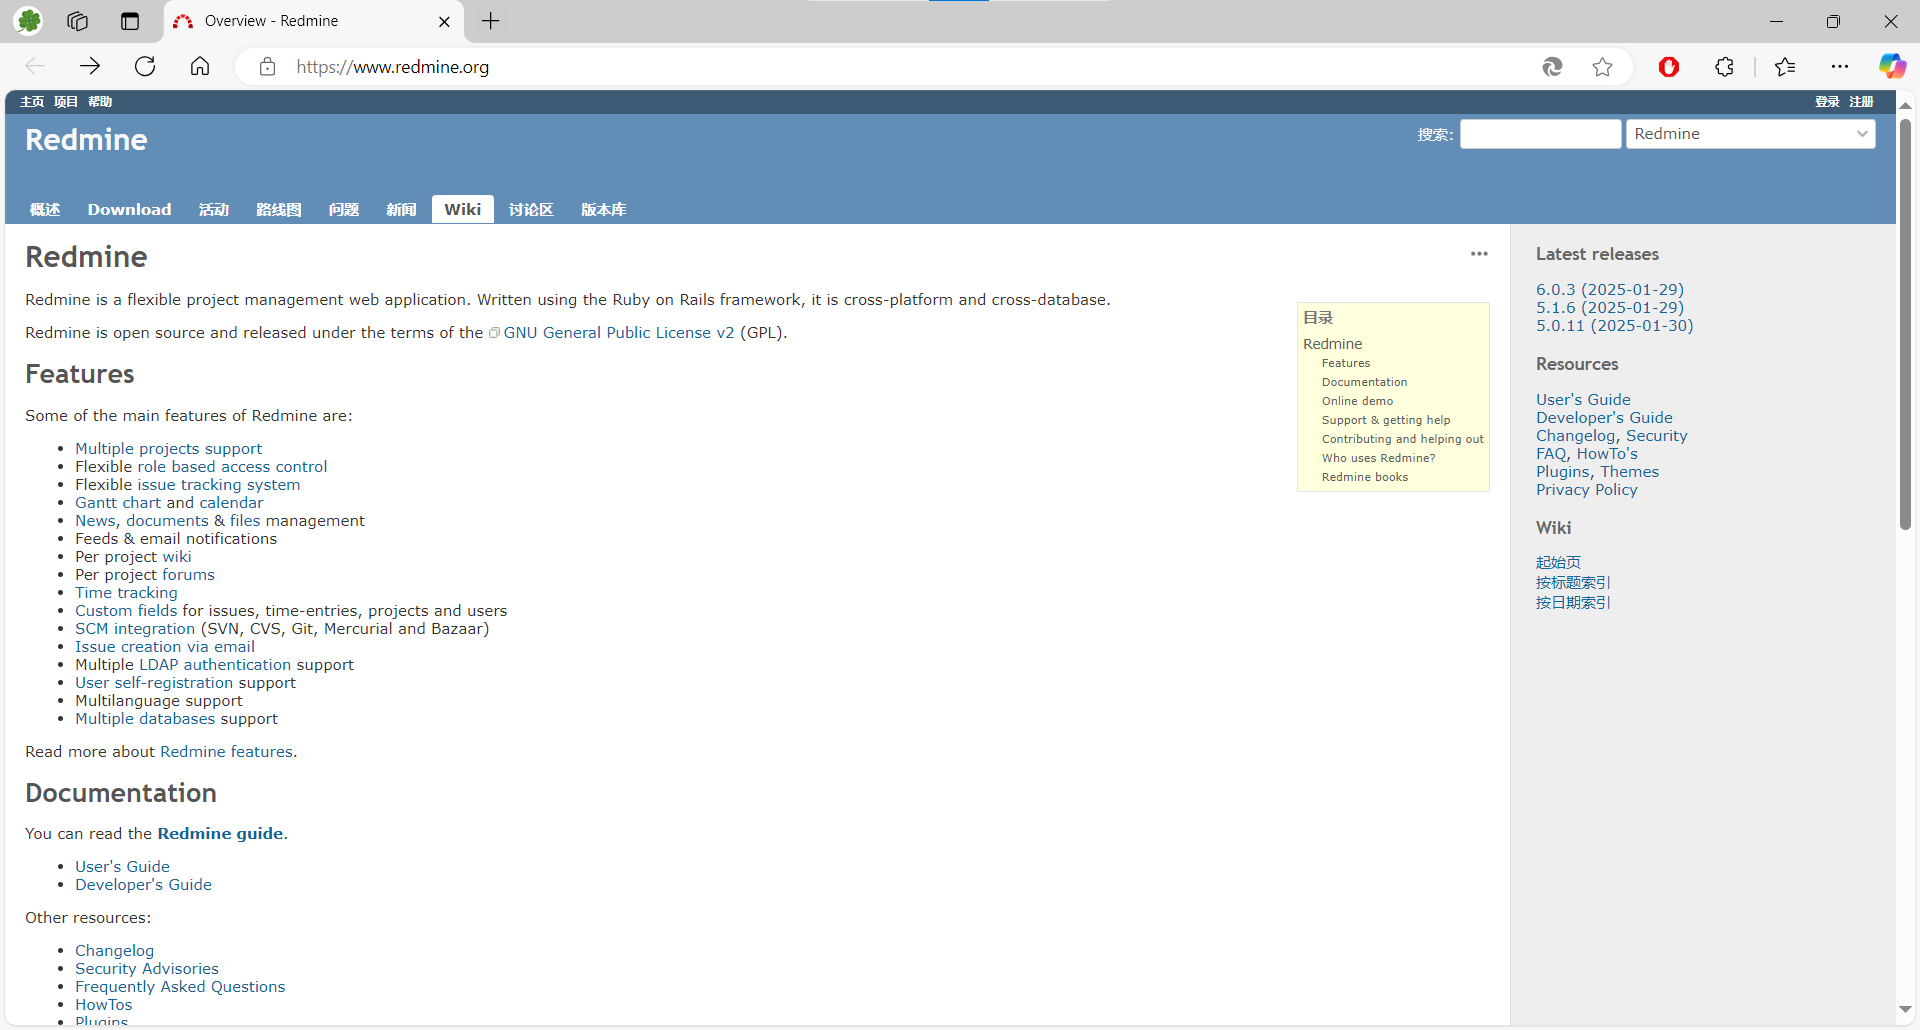 Overview - Redmine
https://www.redmine.org
主页 项目 帮助
登录 注册
Redmine
搜索:
Redmine
概述 Download 活动 路线图 问题 新闻 Wiki 讨论区 版本库
Redmine
Redmine is a flexible project management web application. Written using the Ruby on Rails framework, it is cross-platform and cross-database.
Redmine is open source and released under the terms of the GNU General Public License v2 (GPL).
目录
Redmine
Features
Documentation
Online demo
Support & getting help
Contributing and helping out
Who uses Redmine?
Redmine books
Features
Some of the main features of Redmine are:
• Multiple projects support
• Flexible role based access control
• Flexible issue tracking system
• Gantt chart and calendar
• News, documents & files management
• Feeds & email notifications
• Per project wiki
• Per project forums
• Time tracking
• Custom fields for issues, time-entries, projects and users
• SCM integration (SVN, CVS, Git, Mercurial and Bazaar)
• Issue creation via email
• Multiple LDAP authentication support
• User self-registration support
• Multilanguage support
• Multiple databases support
Read more about Redmine features.
Documentation
You can read the Redmine guide.
• User's Guide
• Developer's Guide
Other resources:
• Changelog
• Security Advisories
• Frequently Asked Questions
• HowTos
• Plugins
Latest releases
6.0.3 (2025-01-29)
5.1.6 (2025-01-29)
5.0.11 (2025-01-30)
Resources
User's Guide
Developer's Guide
Changelog, Security
FAQ, HowTo's
Plugins, Themes
Privacy Policy
Wiki
起始页
按标题索引
按日期索引